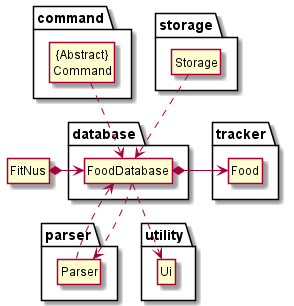 command
storage
{Abstract}
Command
Storage
database
tracker
FitNus
FoodDatabase
Food
parser
utility
Parser
Ui